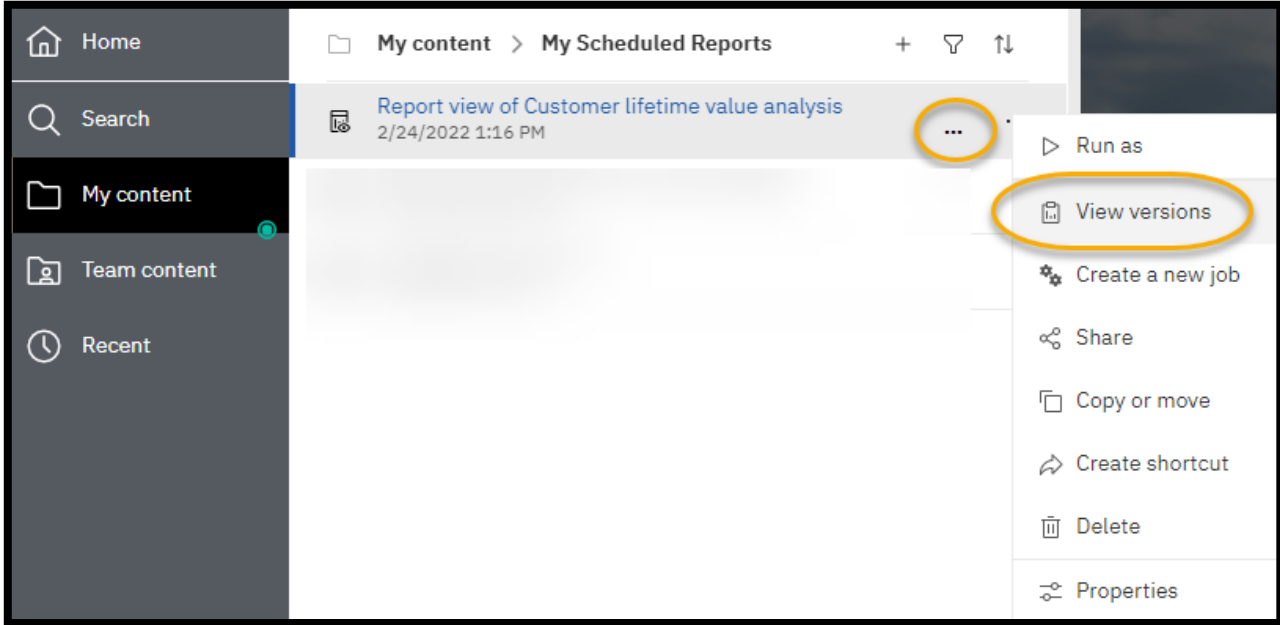 Home
Search
My content
Team content
Recent
My content > My Scheduled Reports
Report view of Customer lifetime value analysis
2/24/2022 1:16 PM
...
Run as
View versions
Create a new job
Share
Copy or move
Create shortcut
Delete
Properties